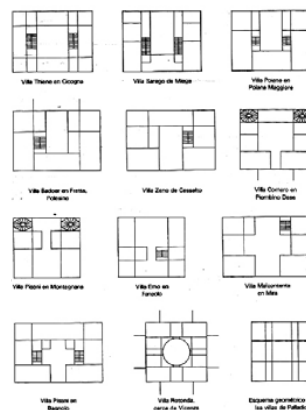 Villa Thiene en Cicogna
Villa Sarego de Miega
Villa Poiana en
Poiana Maggiore
Villa Badoer en Fratta,
Polesine
Villa Zeno de Cessalto
Villa Cornaro en
Piombino Dese
Villa Pisani en Montagnana
Villa Emo en
Fanzolo
Villa Malcontenta
en Mira
Villa Pisani en
Bagnolo
Villa Rotonda,
cerca de Vicenza
Esquema geométrico
las villas de Palladio